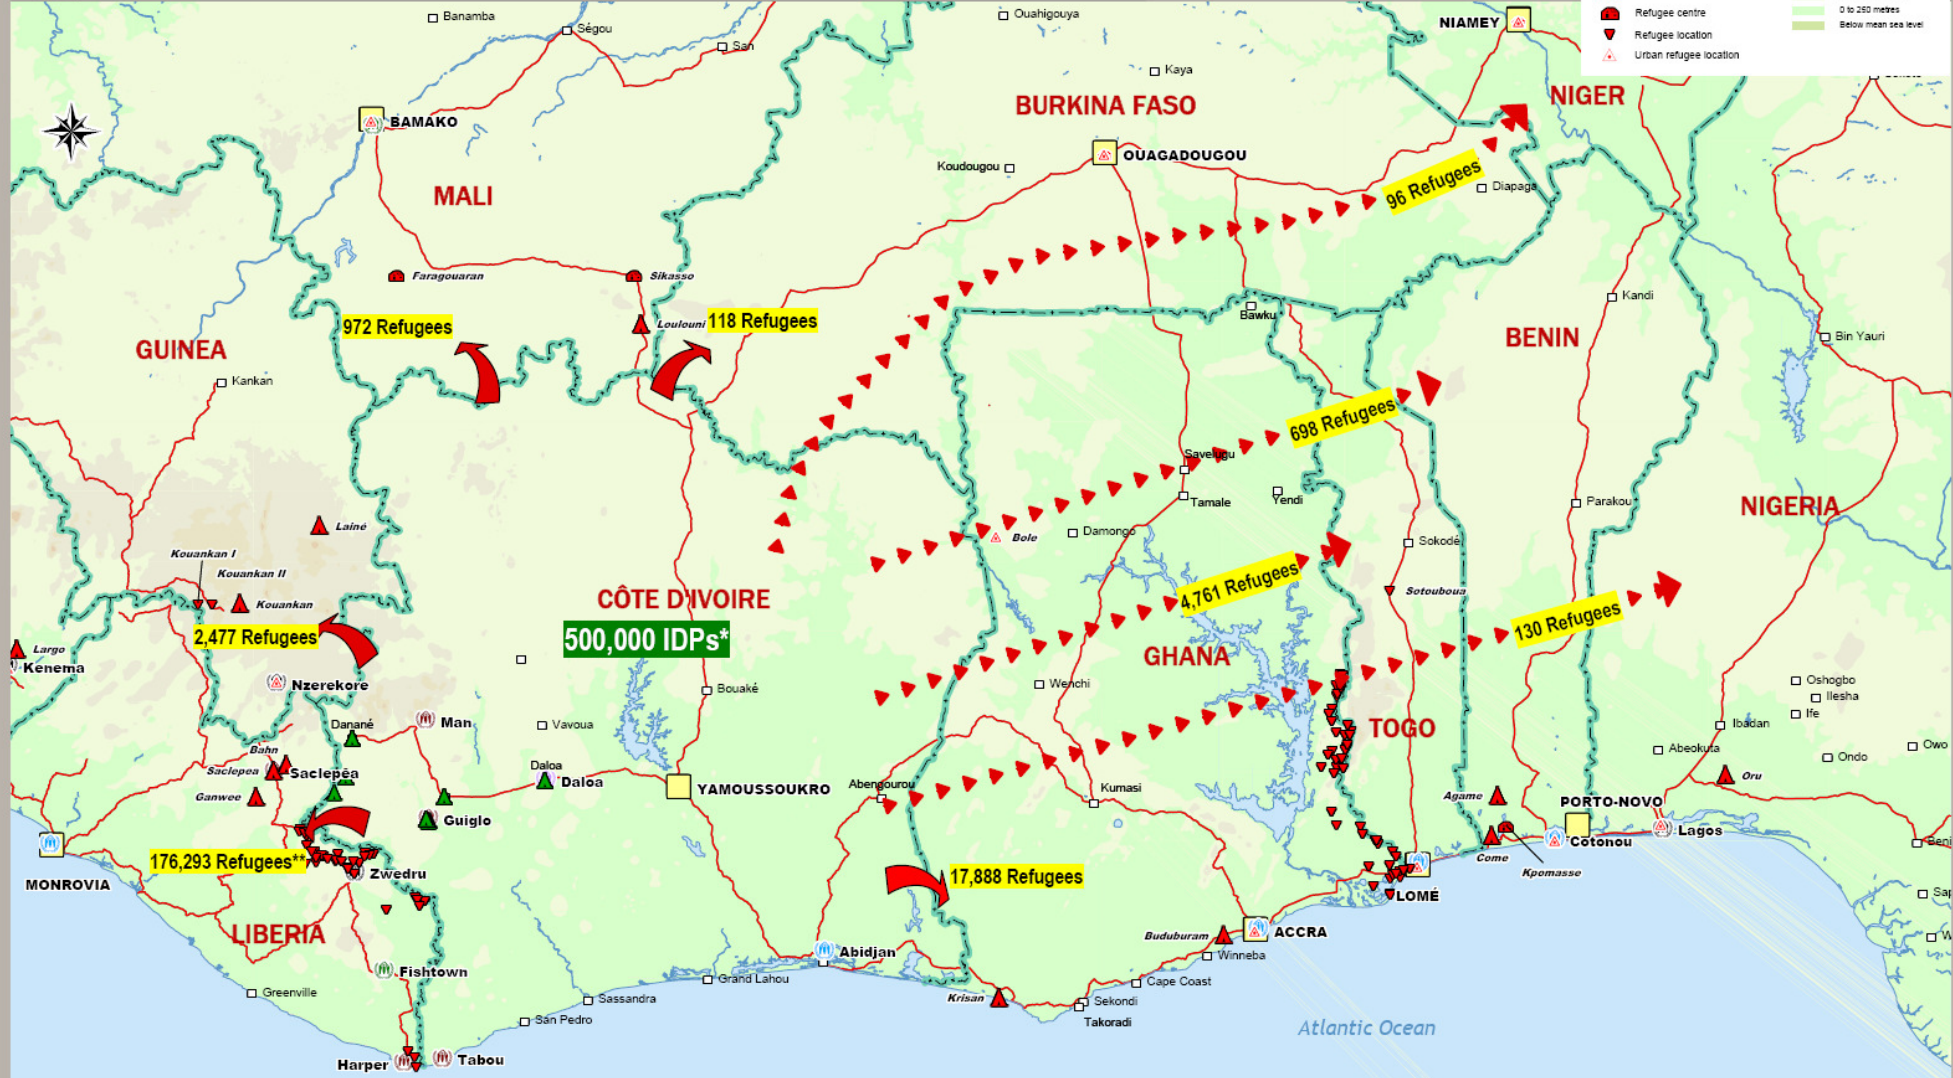 Banamba
Ségou
San
Ouahigouya
NIAMEY
Refugee centre
Refugee location
Urban refugee location
0 to 250 metres
Below mean sea level
Kaya
BURKINA FASO
NIGER
BAMAKO
OUAGADOUGOU
Koudougou
96 Refugees
Diapaga
MALI
Faragouaran
Sikasso
Kandi
972 Refugees
Loulouni
118 Refugees
Bawku
BENIN
Bin Yauri
GUINEA
Kankan
698 Refugees
Savelugu
Tamale
Yendi
Parakou
NIGERIA
Lainé
Bole
Damongo
Sokodé
Kouankan I
Kouankan II
Kouankan
CÔTE D'IVOIRE
500,000 IDPs*
4,761 Refugees
Sotouboua
130 Refugees
2,477 Refugees
Largo
Kenema
Nzerekore
GHANA
Wenchi
Bouaké
Oshogbo
Ilesha
Ife
Ibadan
Danané
Man
Vavoua
TOGO
Abeokuta
Ondo
Owo
Bahn
Saclepea
Saclepéa
Ganwee
Daloa
Daloa
YAMOUSSOUKRO
Abengourou
Kumasi
Agame
Oru
PORTO-NOVO
Guiglo
Cotonou
Lagos
Come
Kpomasse
MONROVIA
176,293 Refugees**
Zwedru
17,888 Refugees
LOMÉ
LIBERIA
Buduburam
ACCRA
Winneba
Abidjan
Fishtown
Greenville
Grand Lahou
Sassandra
San Pedro
Krisan
Cape Coast
Sekondi
Takoradi
Atlantic Ocean
Harper
Tabou